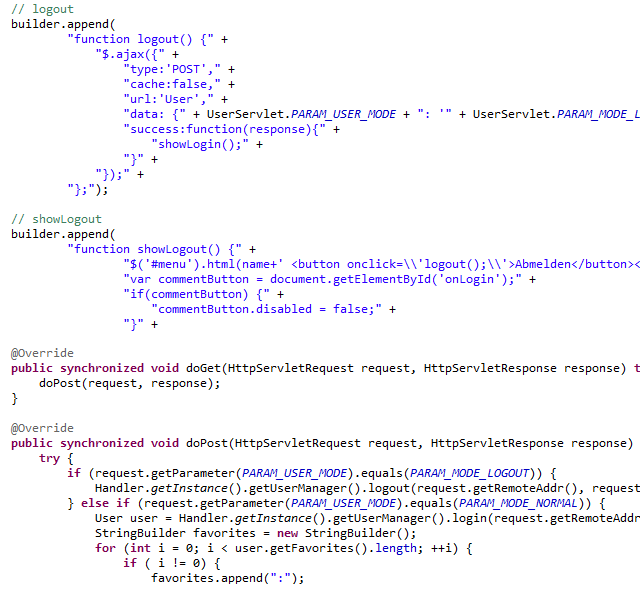 // logout
builder.append(
"function logout() {" +
"$.ajax({" +
"type:'POST'," +
"cache:false," +
"url:'User'," +
"data: {" + UserServlet.PARAM_USER_MODE + ": '" + UserServlet.PARAM_MODE_L
"success:function(response){" +
"showLogin();" +
"}" +
"});" +
"};");
// showLogout
builder.append(
"function showLogout() {" +
"$('#menu').html(name+' <button onclick=\\'logout();\\'>Abmelden</button><
"var commentButton = document.getElementById('onLogin');" +
"if(commentButton) {" +
"commentButton.disabled = false;" +
"}" +
@Override
public synchronized void doGet(HttpServletRequest request, HttpServletResponse response) t
doPost(request, response);
}
@Override
public synchronized void doPost(HttpServletRequest request, HttpServletResponse response)
try {
if (request.getParameter(PARAM_USER_MODE).equals(PARAM_MODE_LOGOUT)) {
Handler.getInstance().getUserManager().logout(request.getRemoteAddr(), request
} else if (request.getParameter(PARAM_USER_MODE).equals(PARAM_MODE_NORMAL)) {
User user = Handler.getInstance().getUserManager().login(request.getRemoteAddr
StringBuilder favorites = new StringBuilder();
for (int i = 0; i < user.getFavorites().length; ++i) {
if ( i != 0) {
favorites.append(":");